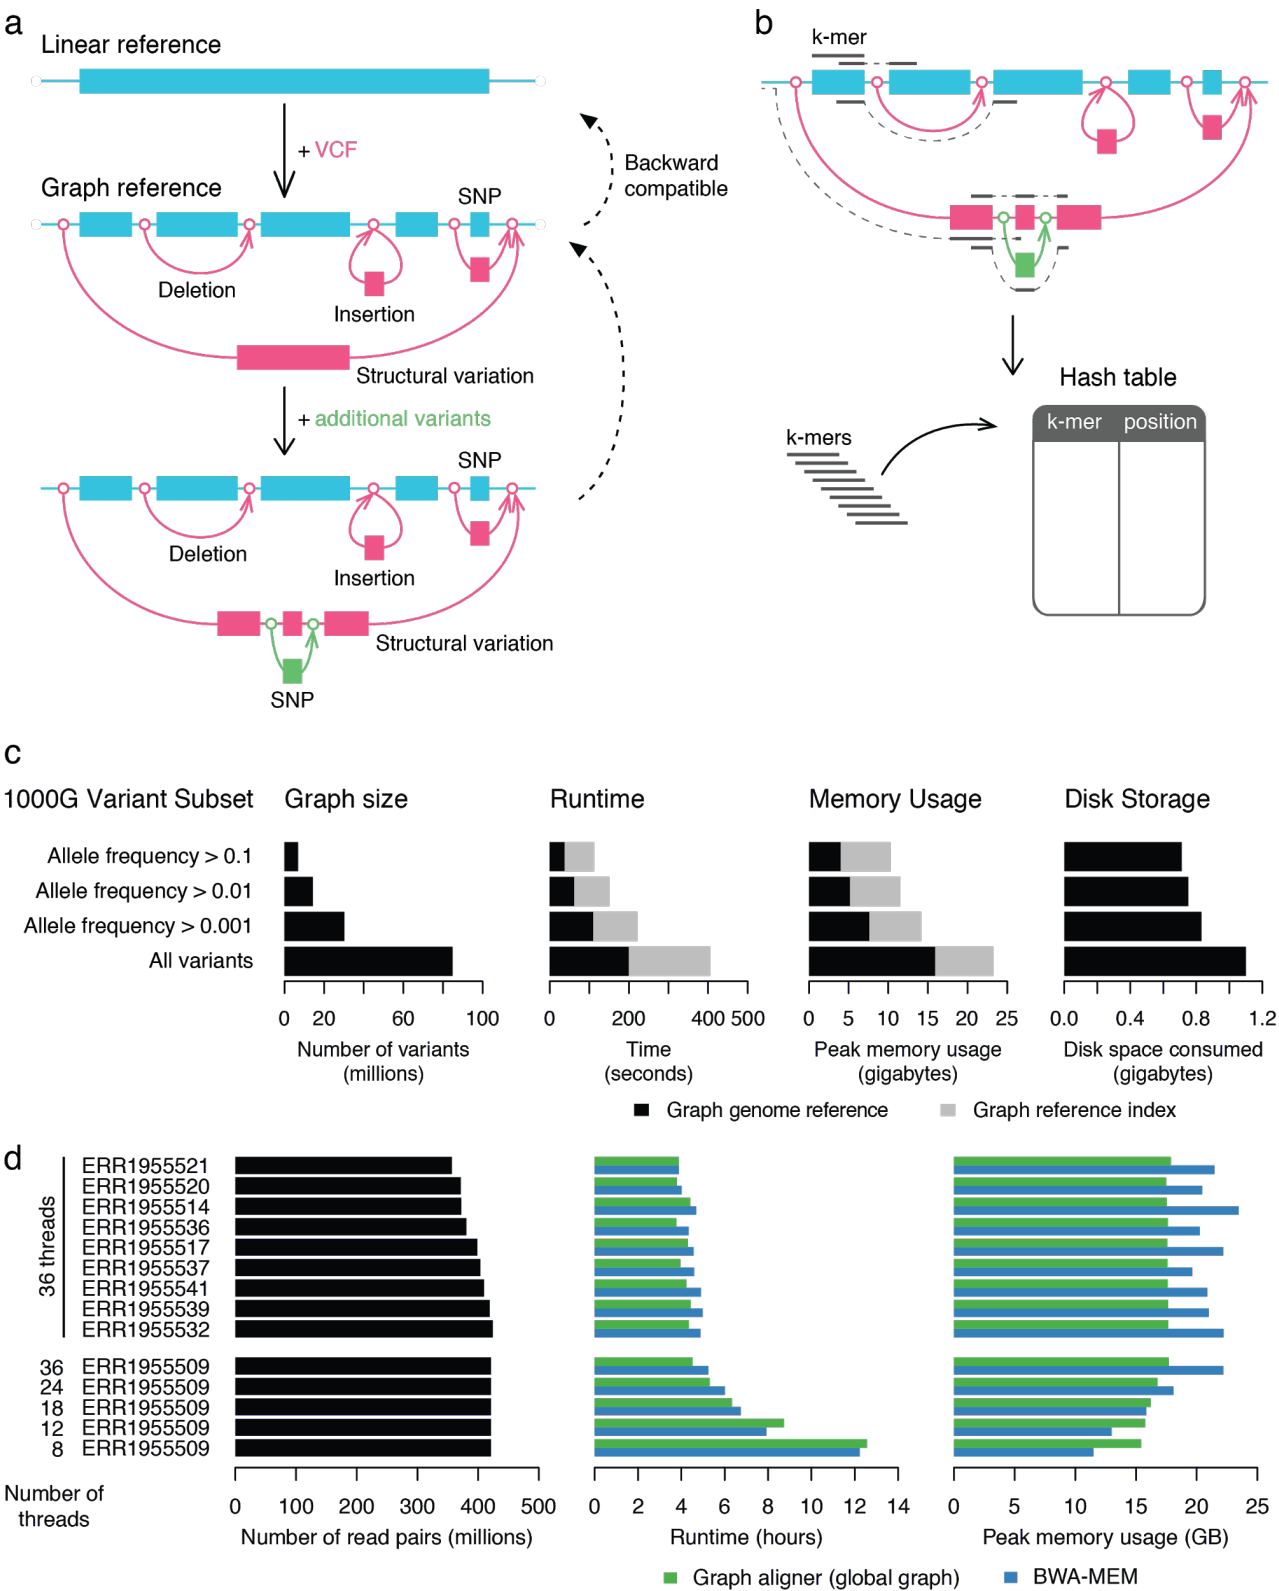 a
Linear reference
+ VCF
Graph reference
SNP
Deletion
Insertion
Structural variation
Backward
compatible
+ additional variants
SNP
Deletion
Insertion
Structural variation
SNP
b
k-mer
Hash table
k-mer position
k-mers
c
1000G Variant Subset Graph size Runtime Memory Usage Disk Storage
Allele frequency > 0.1
Allele frequency > 0.01
Allele frequency > 0.001
All variants
0 20 60 100
Number of variants
(millions)
0 200 400 500
Time
(seconds)
0 5 10 15 20 25
Peak memory usage
(gigabytes)
0.0 0.4 0.8 1.2
Disk space consumed
(gigabytes)
Graph genome reference Graph reference index
d
36 threads
ERR1955521
ERR1955520
ERR1955514
ERR1955536
ERR1955517
ERR1955537
ERR1955541
ERR1955539
ERR1955532
36 ERR1955509
24 ERR1955509
18 ERR1955509
12 ERR1955509
8 ERR1955509
Number of
threads
0 100 200 300 400 500
Number of read pairs (millions)
0 2 4 6 8 10 12 14
Runtime (hours)
0 5 10 15 20 25
Peak memory usage (GB)
Graph aligner (global graph) BWA-MEM